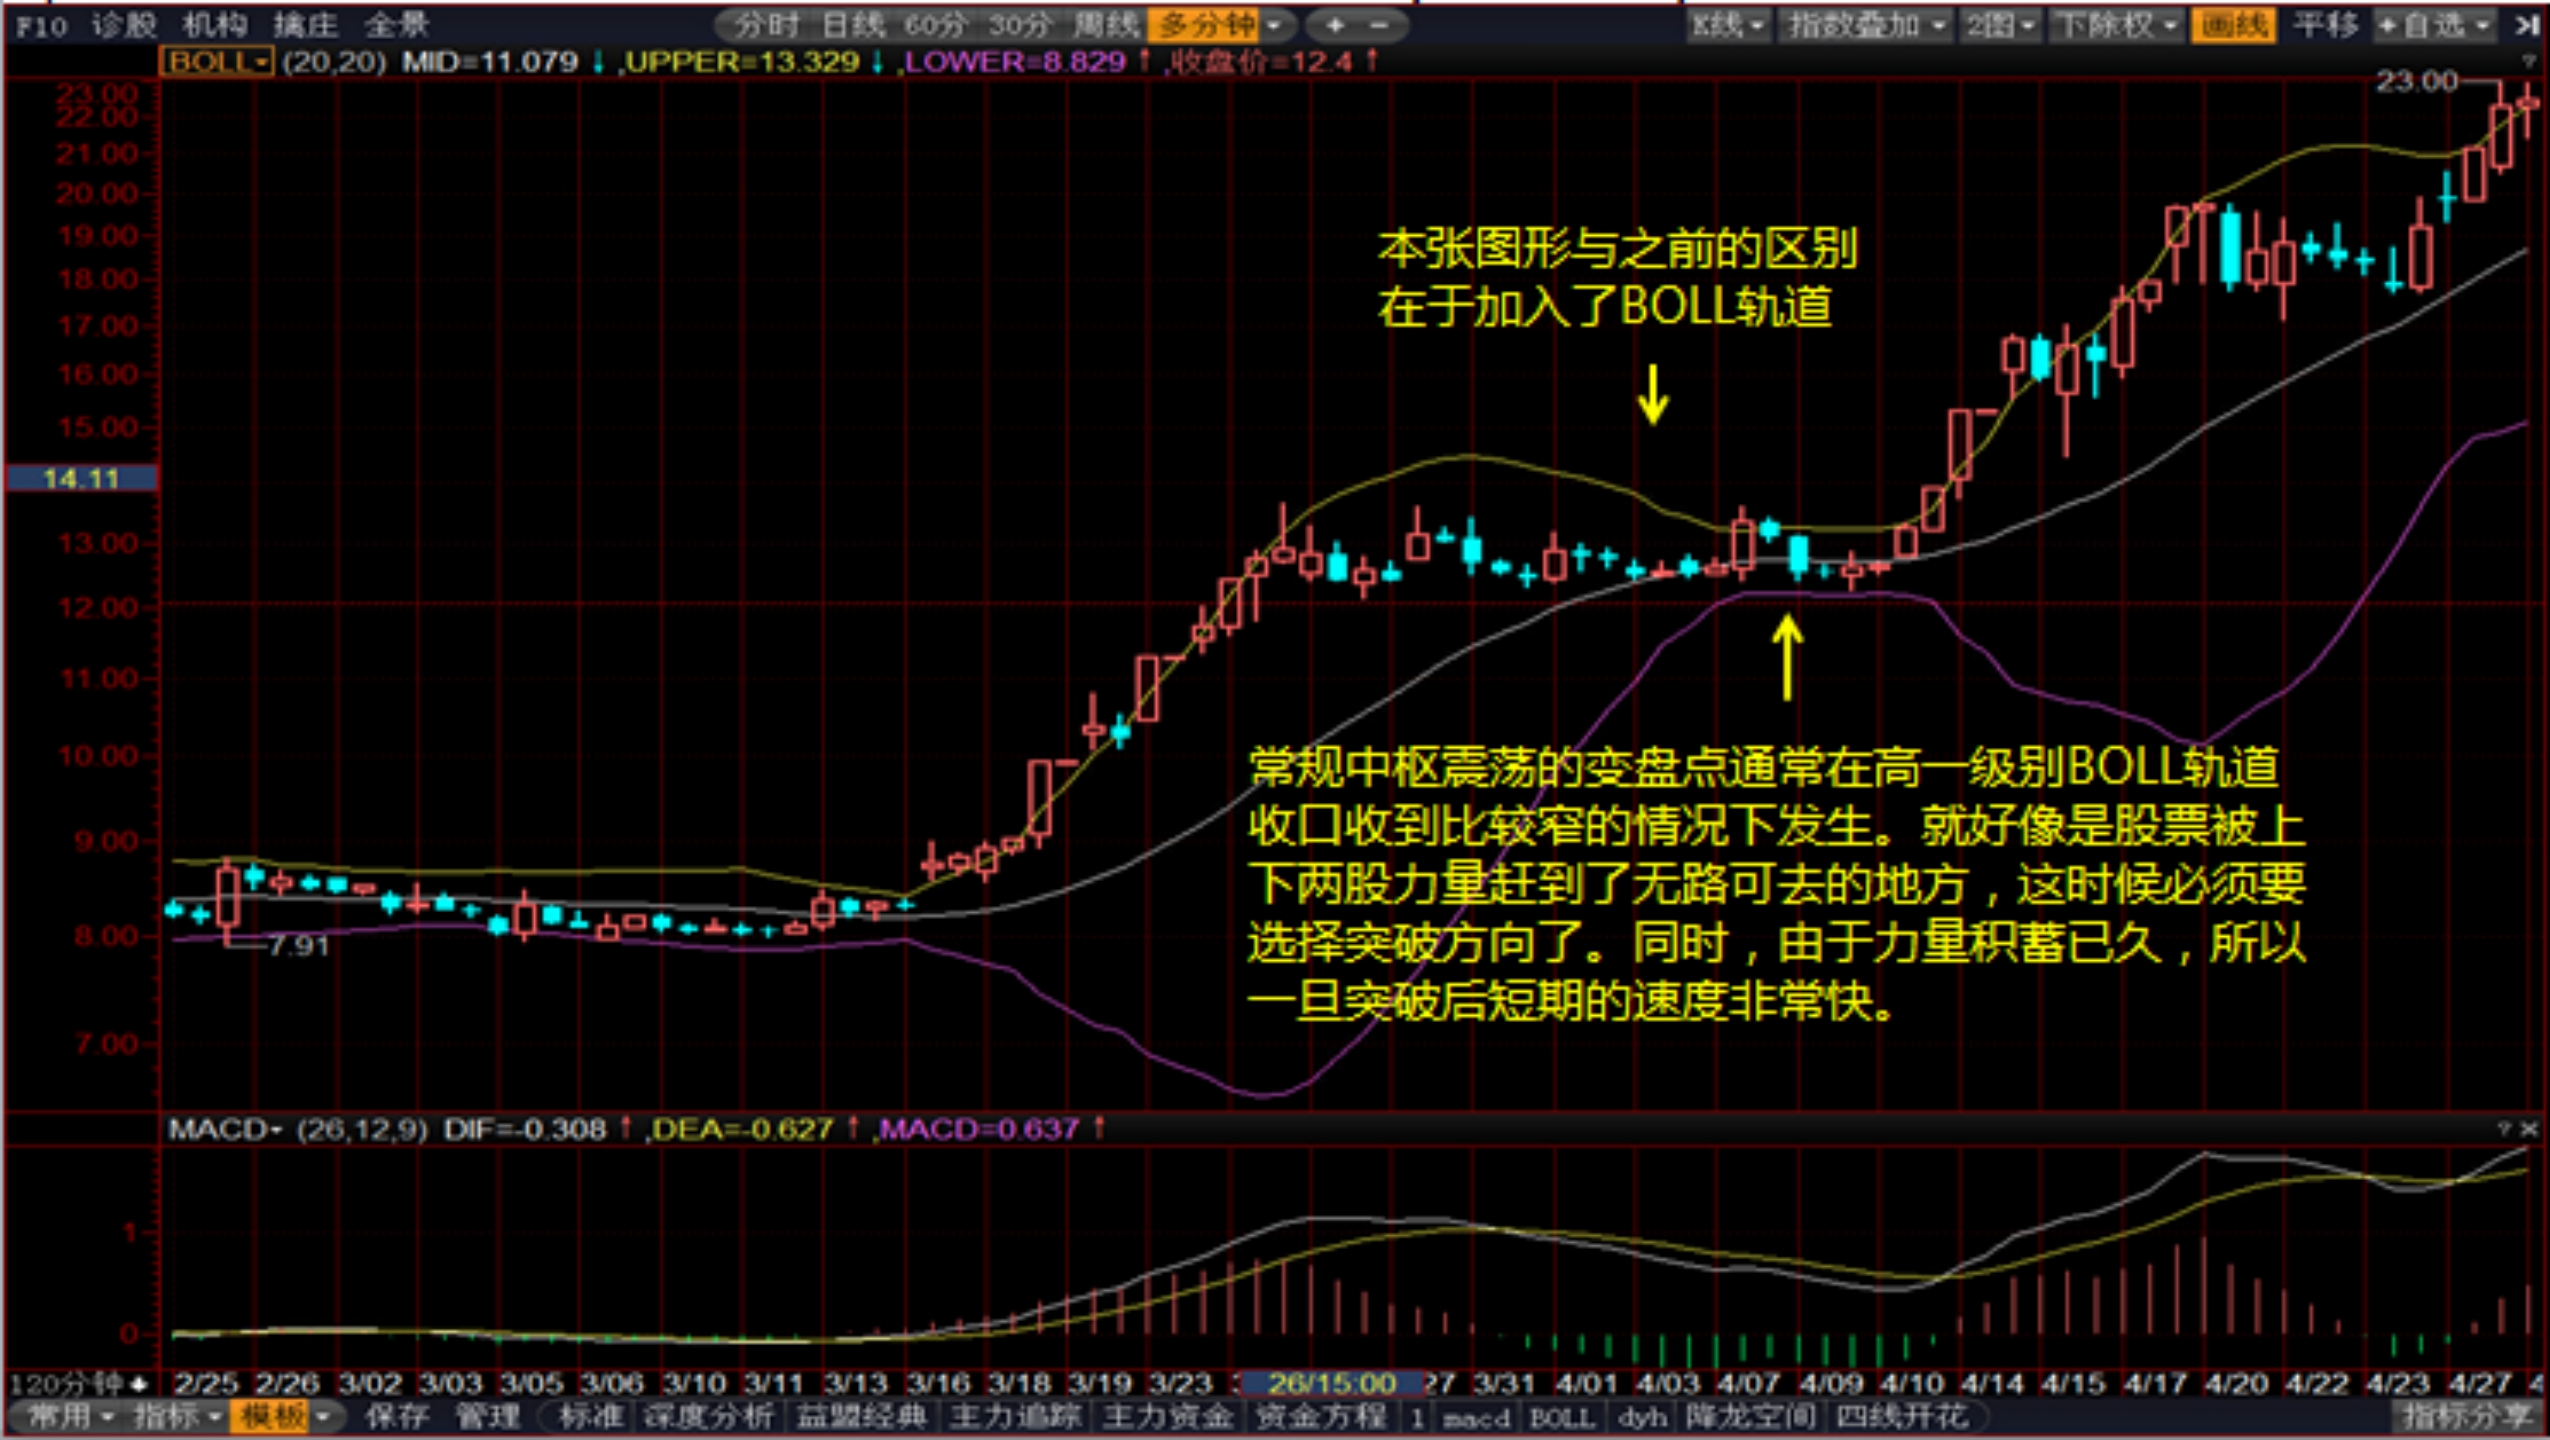 F10 诊股 机构 擒庄 全景 分时 日线 60分 30分 周线 多分钟 + - K线 指数叠加 2图 下除权 画线 平移 +自选
BOLL (20,20) MID=11.079 ↓ ,UPPER=13.329 ↓ ,LOWER=8.829 ↑ ,收盘价=12.4 ↑ ?
23.00
23.00
22.00
21.00
20.00
19.00
18.00
17.00
16.00
15.00
14.11
13.00
12.00
11.00
10.00
9.00
8.00
7.00
7.91
本张图形与之前的区别
在于加入了BOLL轨道
常规中枢震荡的变盘点通常在高一级别BOLL轨道
收口收到比较窄的情况下发生。就好像是股票被上
下两股力量赶到了无路可去的地方，这时候必须要
选择突破方向了。同时，由于力量积蓄已久，所以
一旦突破后短期的速度非常快。
MACD (26,12,9) DIF=-0.308 ↑ ,DEA=-0.627 ↑ ,MACD=0.637 ↑ ? ×
1
0
120分钟 2/25 2/26 3/02 3/03 3/05 3/06 3/10 3/11 3/13 3/16 3/18 3/19 3/23 26/15:00 27 3/31 4/01 4/03 4/07 4/09 4/10 4/14 4/15 4/17 4/20 4/22 4/23 4/27
常用 指标 模板 保存 管理 标准 深度分析 益盟经典 主力追踪 主力资金 资金方程 1 macd BOLL dyh 降龙空间 四线开花 指标分享